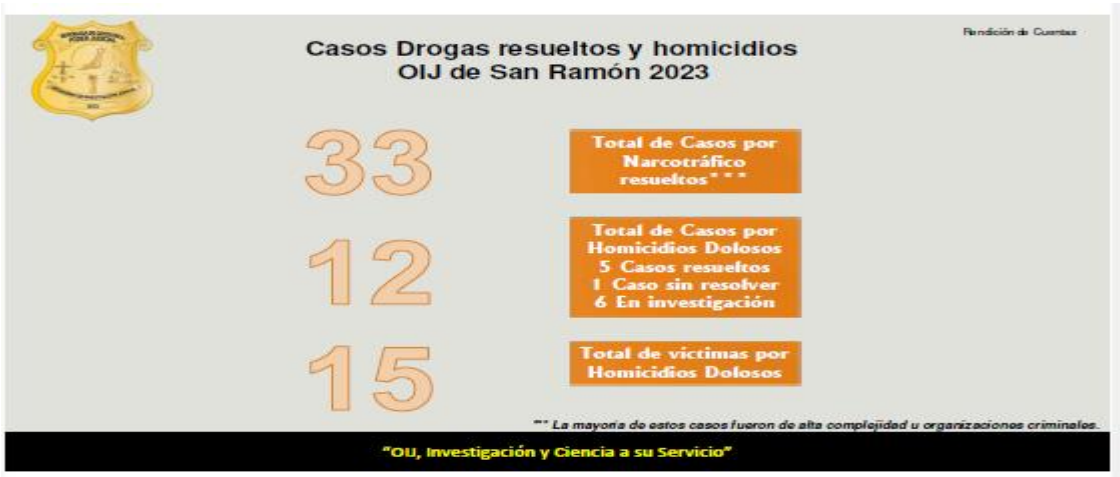 Rendición de Cuentas
Casos Drogas resueltos y homicidios
OIJ de San Ramón 2023
33
Total de Casos por
Narcotráfico
resueltos***
12
Total de Casos por
Homicidios Dolosos
5 Casos resueltos
1 Caso sin resolver
6 En investigación
15
Total de victimas por
Homicidios Dolosos
*** La mayoría de estos casos fueron de alta complejidad u organizaciones criminales.
"OIJ, Investigación y Ciencia a su Servicio"